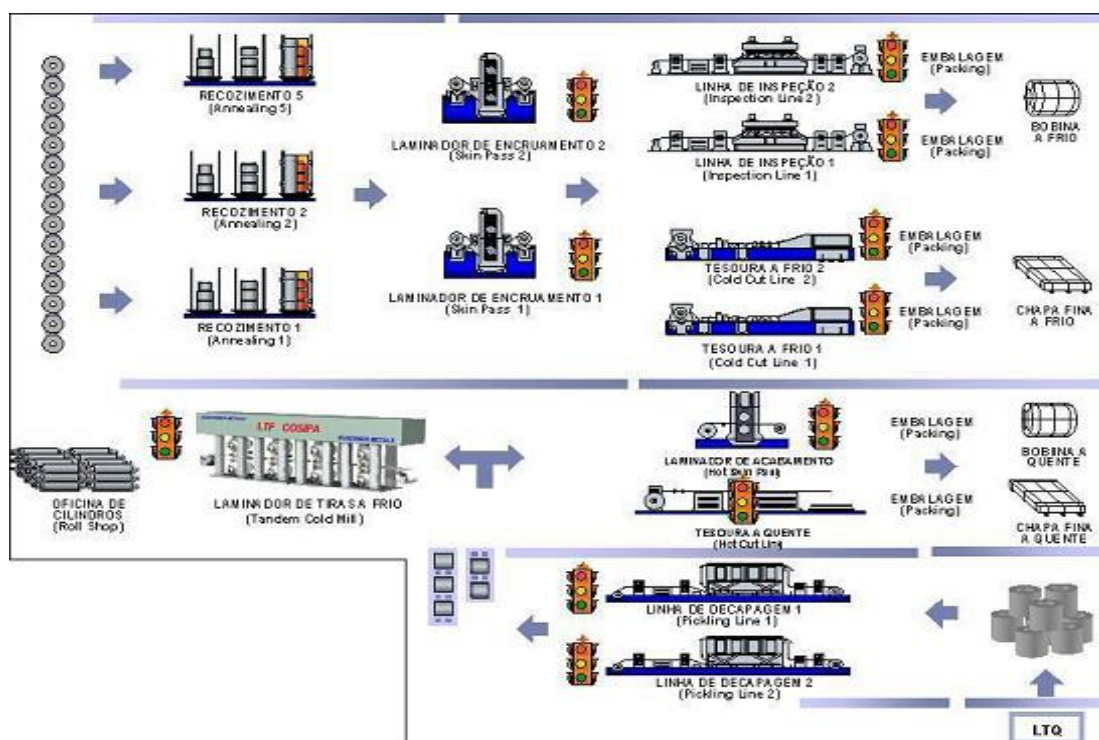 RECOZIMENTO 5
(Annealing 5)
RECOZIMENTO 2
(Annealing 2)
RECOZIMENTO 1
(Annealing 1)
LAMINADOR DE ENCRUAMENTO 2
(Skin Pass 2)
LAMINADOR DE ENCRUAMENTO 1
(Skin Pass 1)
LINHA DE INSPEÇÃO 2
(Inspection Line 2)
EMBALAGEM
(Packing)
LINHA DE INSPEÇÃO 1
(Inspection Line 1)
EMBALAGEM
(Packing)
BOBINA
A FRIO
TESOURA A FRIO 2
(Cold Cut Line 2)
EMBALAGEM
(Packing)
TESOURA A FRIO 1
(Cold Cut Line 1)
EMBALAGEM
(Packing)
CHAPA FINA
A FRIO
OFICINA DE
CILINDROS
(Roll Shop)
LTF COSIPA
LAMINADOR DE TIRAS A FRIO
(Tandem Cold Mill)
LAMINADOR DE ACABAMENTO
(Hot Skin
EMBALAGEM
(Packing)
BOBINA A
QUENTE
TESOURA A QUENTE
(Hot Cut Lin
EMBALAGEM
(Packing)
CHAPA FINA
A QUENTE
LINHA DE DECAPAGEM 1
(Pickling Line 1)
LINHA DE DECAPAGEM 2
(Pickling Line 2)
LTQ